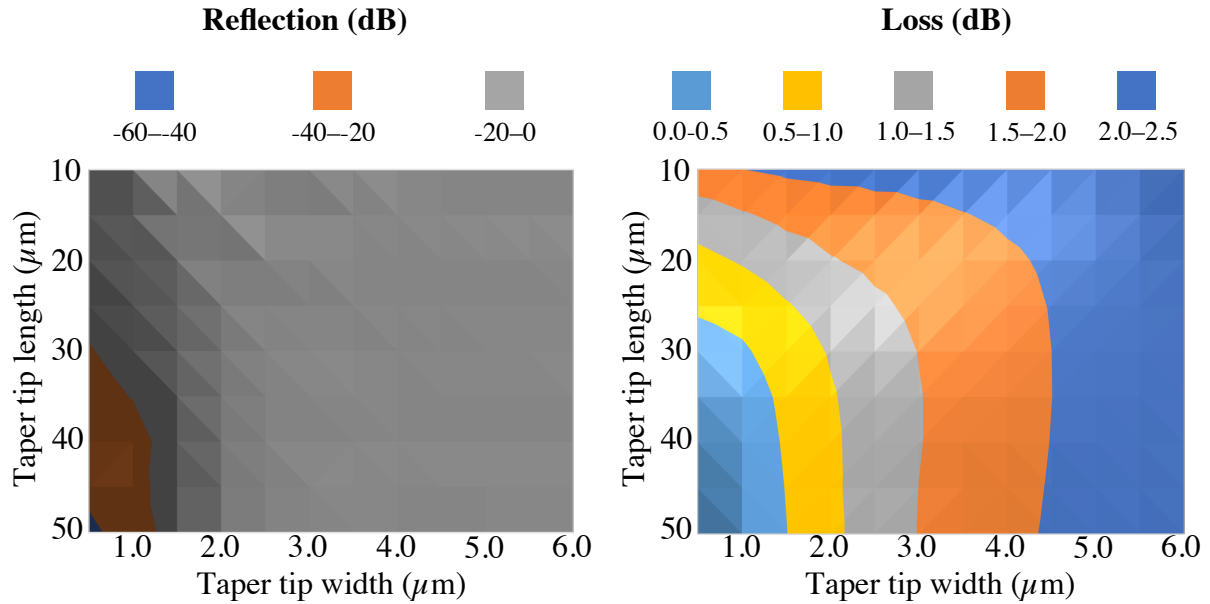 Reflection (dB)
-60–-40 -40–-20 -20–0
10
20
30
40
50
Taper tip length (µm)
1.0 2.0 3.0 4.0 5.0 6.0
Taper tip width (µm)
Loss (dB)
0.0-0.5 0.5–1.0 1.0–1.5 1.5–2.0 2.0–2.5
10
20
30
40
50
Taper tip length (µm)
1.0 2.0 3.0 4.0 5.0 6.0
Taper tip width (µm)